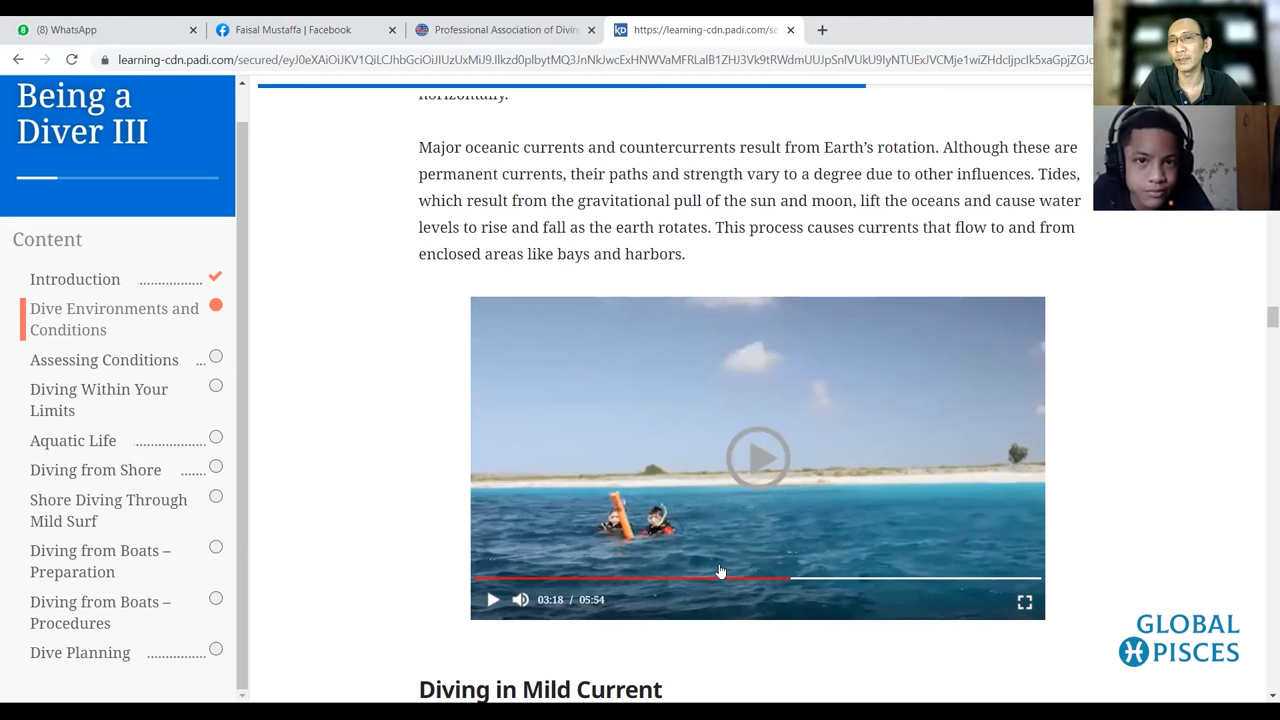 (8) WhatsApp
Faisal Mustaffa | Facebook
Professional Association of Divin
https://learning-cdn.padi.com/se
Being a
Diver III
Content
Introduction
Dive Environments and
Conditions
Assessing Conditions
Diving Within Your
Limits
Aquatic Life
Diving from Shore
Shore Diving Through
Mild Surf
Diving from Boats –
Preparation
Diving from Boats –
Procedures
Dive Planning
horizontally.
Major oceanic currents and countercurrents result from Earth’s rotation. Although these are
permanent currents, their paths and strength vary to a degree due to other influences. Tides,
which result from the gravitational pull of the sun and moon, lift the oceans and cause water
levels to rise and fall as the earth rotates. This process causes currents that flow to and from
enclosed areas like bays and harbors.
03:18 / 05:54
Diving in Mild Current
GLOBAL
PISCES